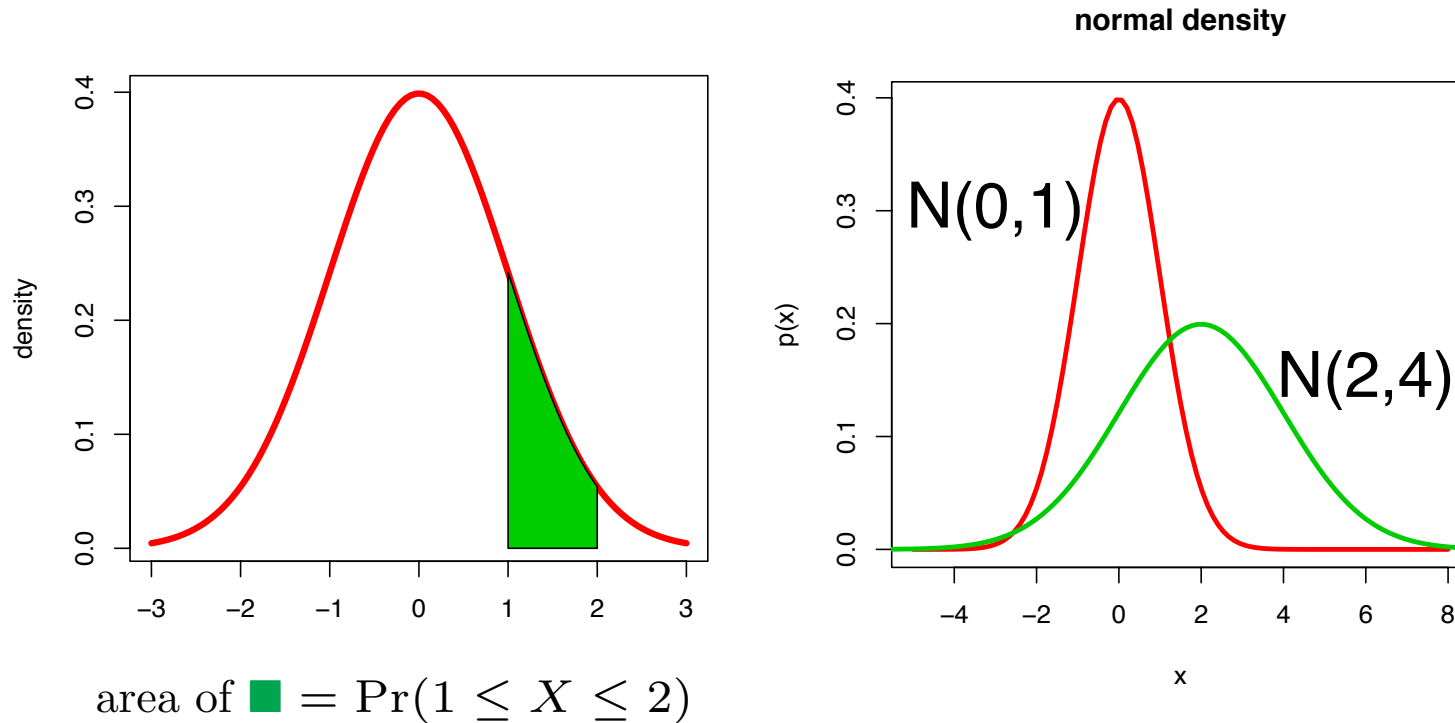 normal density
density
0.0 0.1 0.2 0.3 0.4
−3 −2 −1 0 1 2 3
area of = Pr(1 ≤ X ≤ 2)
p(x)
0.0 0.1 0.2 0.3 0.4
N(0,1)
N(2,4)
−4 −2 0 2 4 6 8
x